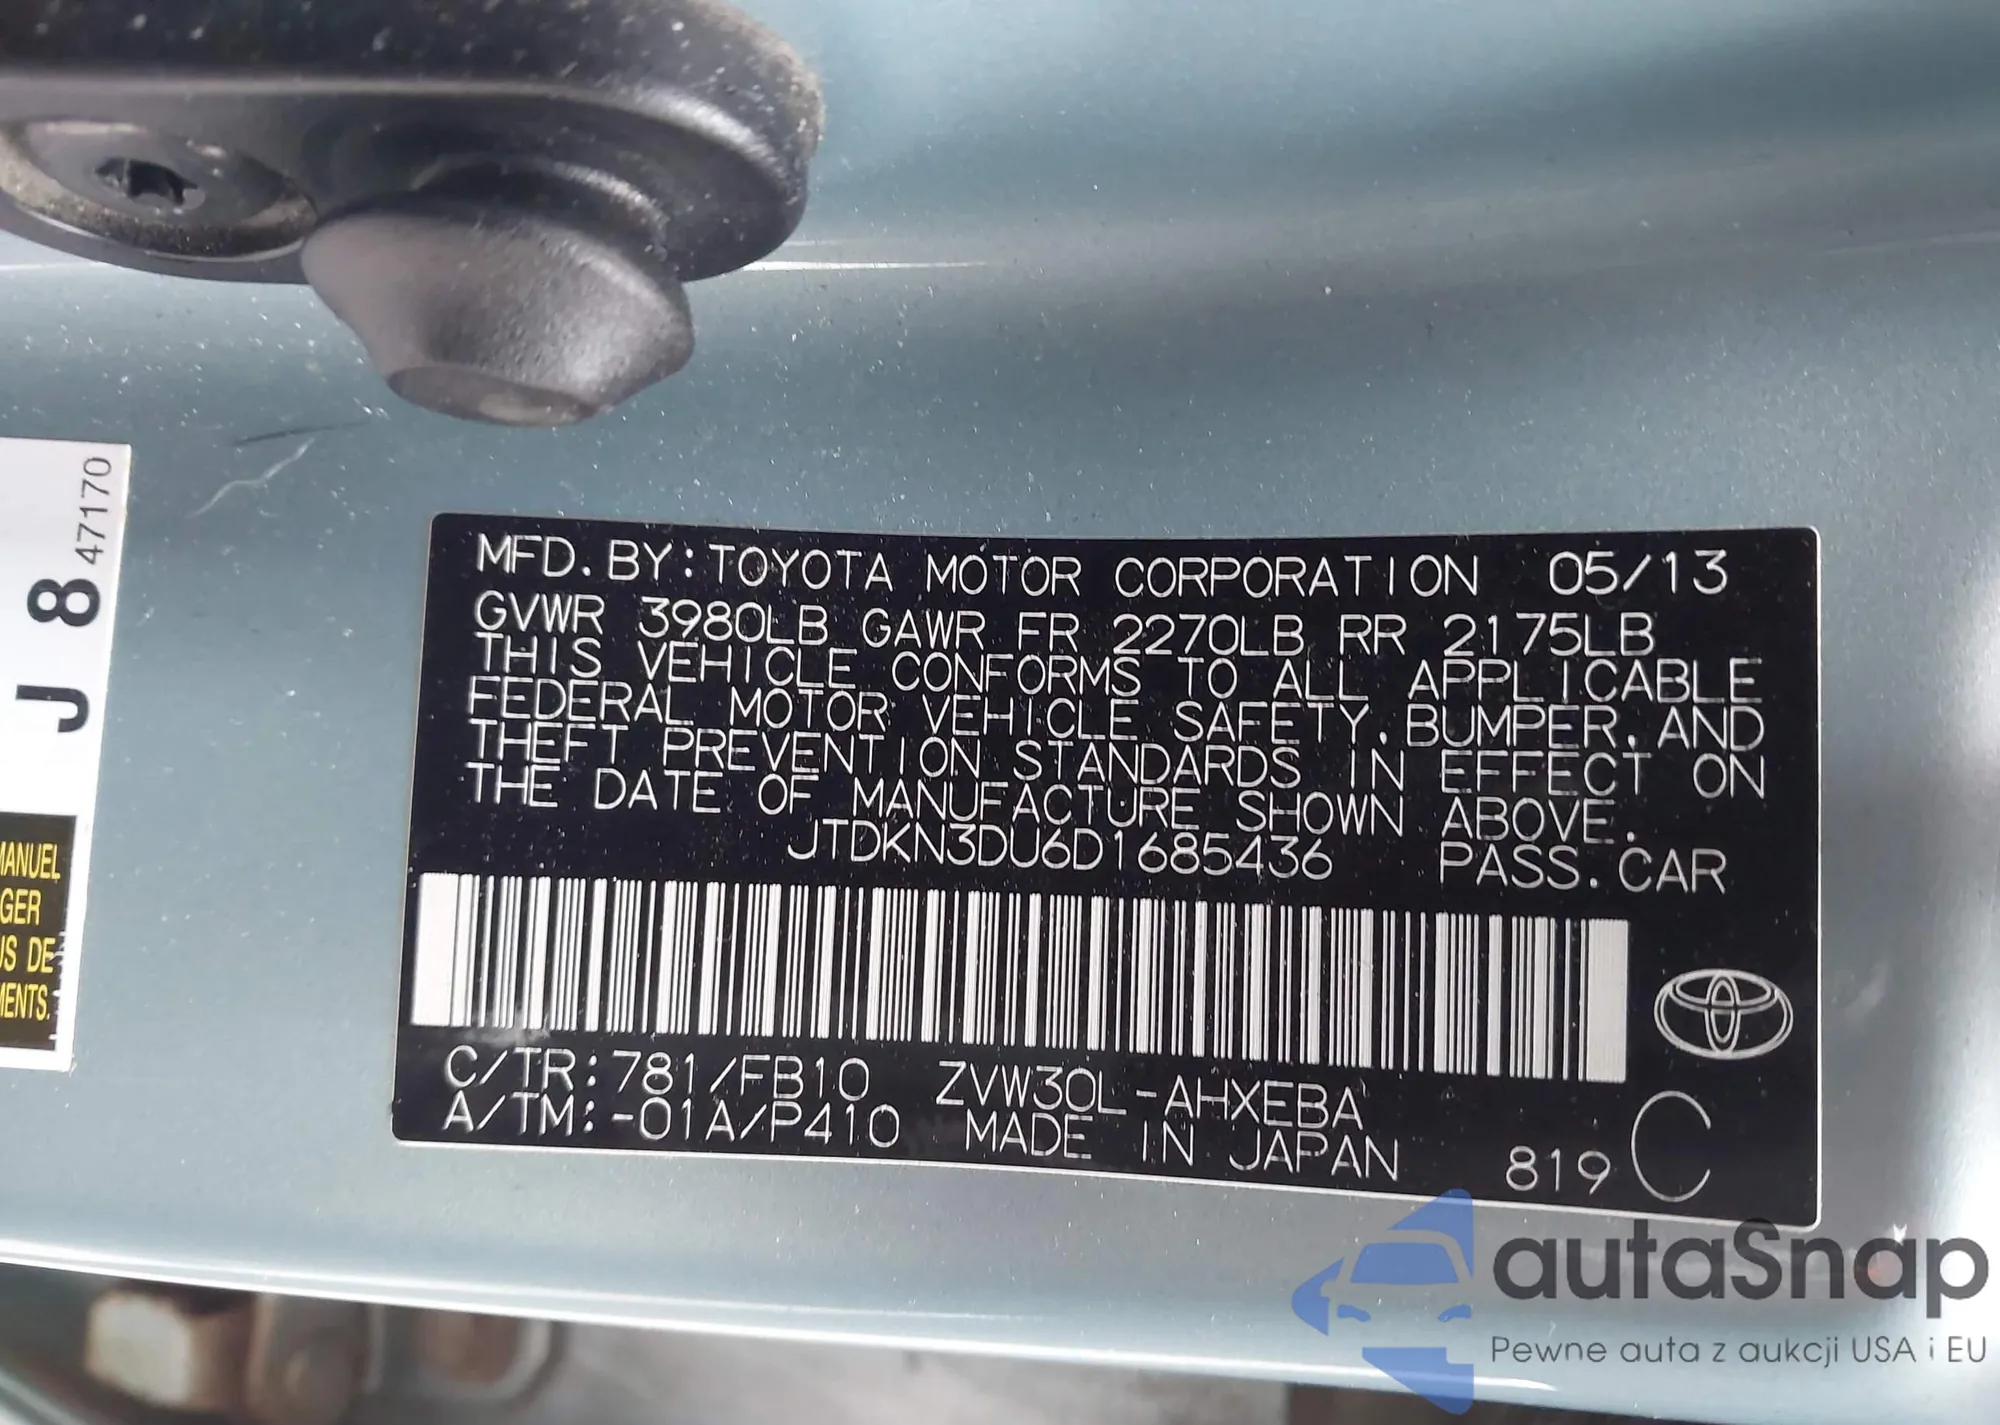 J 8 47170
MANUEL
GER
US DE
MENTS.
MFD. BY: TOYOTA MOTOR CORPORATION 05/13
GVWR 3980LB GAWR FR 2270LB RR 2175LB
THIS VEHICLE CONFORMS TO ALL APPLICABLE
FEDERAL MOTOR VEHICLE SAFETY, BUMPER, AND
THEFT PREVENTION STANDARDS IN EFFECT ON
THE DATE OF MANUFACTURE SHOWN ABOVE.
JTDKN3DU6D1685436 PASS. CAR
C/TR: 781/FB10 ZVW30L-AHXEBA
A/TM: -01A/P410 MADE IN JAPAN 819 C
autaSnap
Pewne auta z aukcji USA i EU